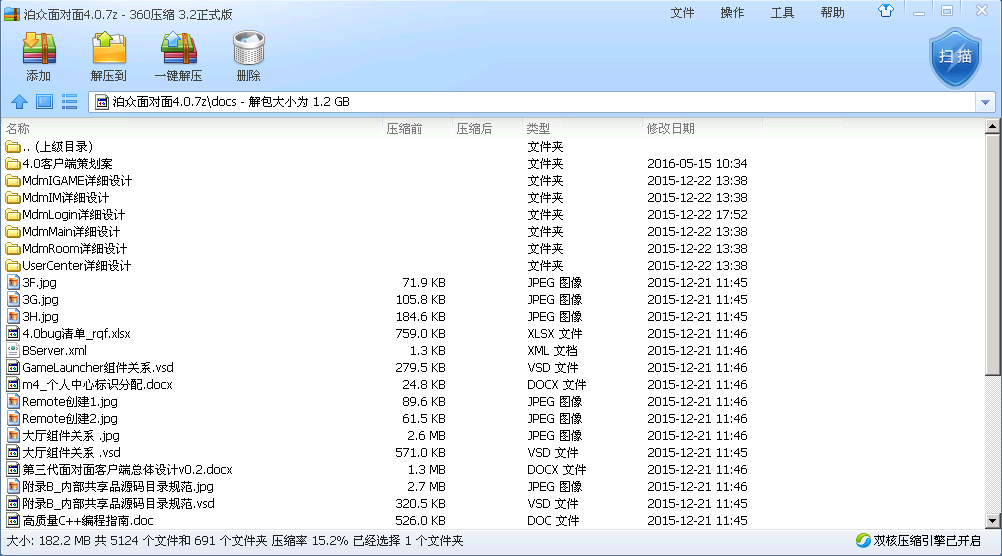 泊众面对面4.0.7z - 360压缩 3.2正式版 文件 操作 工具 帮助
添加 解压到 一键解压 删除 扫描
泊众面对面4.0.7z\docs - 解包大小为 1.2 GB
名称 压缩前 压缩后 类型 修改日期
.. (上级目录) 文件夹
4.0客户端策划案 文件夹 2016-05-15 10:34
MdmIGAME详细设计 文件夹 2015-12-22 13:38
MdmIM详细设计 文件夹 2015-12-22 13:38
MdmLogin详细设计 文件夹 2015-12-22 17:52
MdmMain详细设计 文件夹 2015-12-22 13:38
MdmRoom详细设计 文件夹 2015-12-22 13:38
UserCenter详细设计 文件夹 2015-12-22 13:38
3F.jpg 71.9 KB JPEG 图像 2015-12-21 11:45
3G.jpg 105.8 KB JPEG 图像 2015-12-21 11:45
3H.jpg 184.6 KB JPEG 图像 2015-12-21 11:45
4.0bug清单_rqf.xlsx 759.0 KB XLSX 文件 2015-12-21 11:46
BServer.xml 1.3 KB XML 文档 2015-12-21 11:46
GameLauncher组件关系.vsd 279.5 KB VSD 文件 2015-12-21 11:46
m4_个人中心标识分配.docx 24.8 KB DOCX 文件 2015-12-21 11:46
Remote创建1.jpg 89.6 KB JPEG 图像 2015-12-21 11:46
Remote创建2.jpg 61.5 KB JPEG 图像 2015-12-21 11:46
大厅组件关系 .jpg 2.6 MB JPEG 图像 2015-12-21 11:46
大厅组件关系 .vsd 571.0 KB VSD 文件 2015-12-21 11:45
第三代面对面客户端总体设计v0.2.docx 1.3 MB DOCX 文件 2015-12-21 11:46
附录B_内部共享品源码目录规范.jpg 2.7 MB JPEG 图像 2015-12-21 11:46
附录B_内部共享品源码目录规范.vsd 320.5 KB VSD 文件 2015-12-21 11:45
高质量C++编程指南.doc 526.0 KB DOC 文件 2015-12-21 11:45
大小: 182.2 MB 共 5124 个文件和 691 个文件夹 压缩率 15.2% 已经选择 1 个文件夹 双核压缩引擎已开启